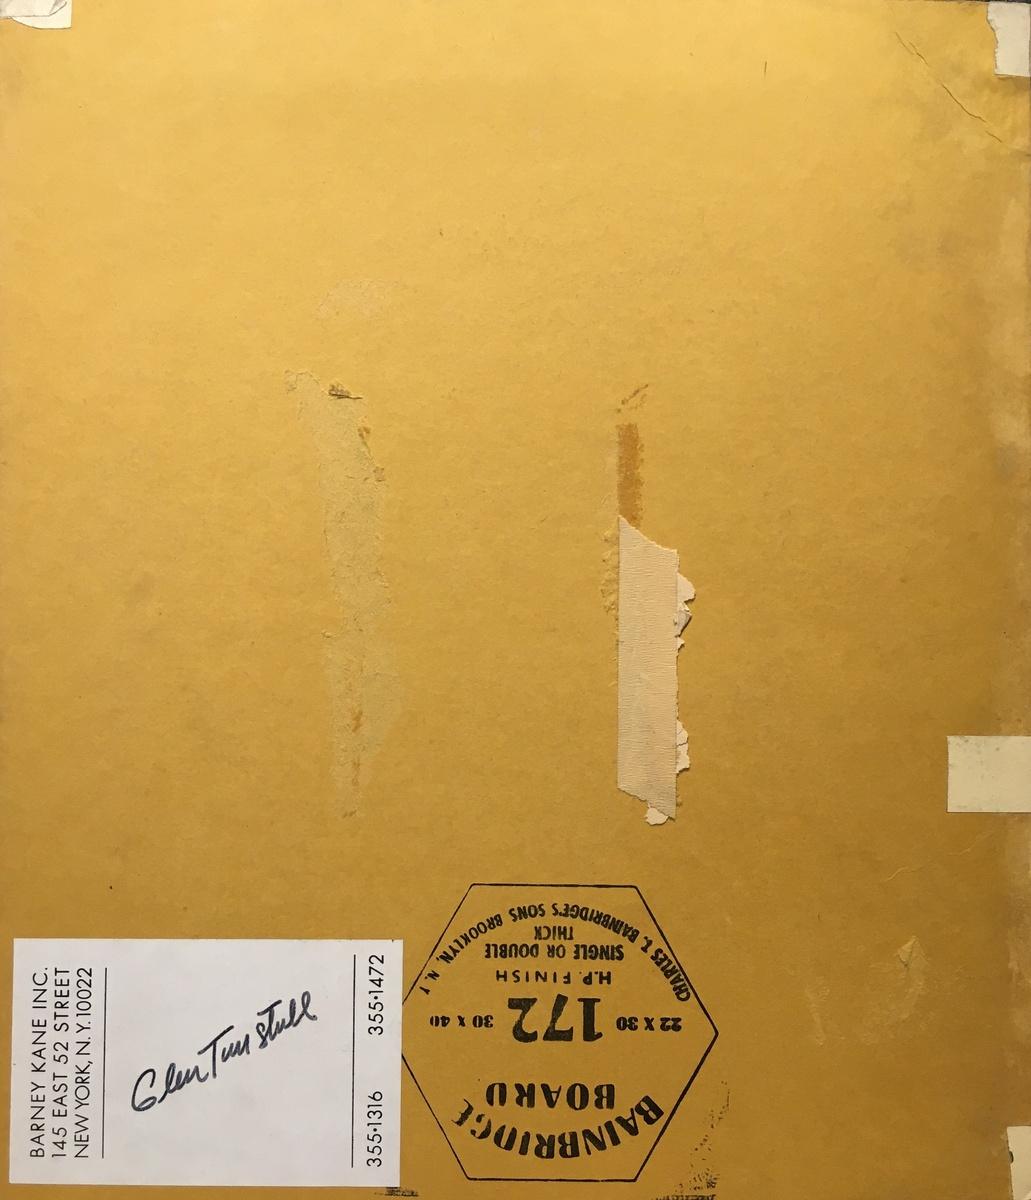 BARNEY KANE INC.
145 EAST 52 STREET
NEW YORK, N.Y. 10022
Glen Tunstull
355·1316 355·1472
BAINBRIDGE
BOARD
22 X 30 172 30 X 40
H.P. FINISH
SINGLE OR DOUBLE
THICK
CHARLES T. BAINBRIDGE'S SONS BROOKLYN, N.Y.